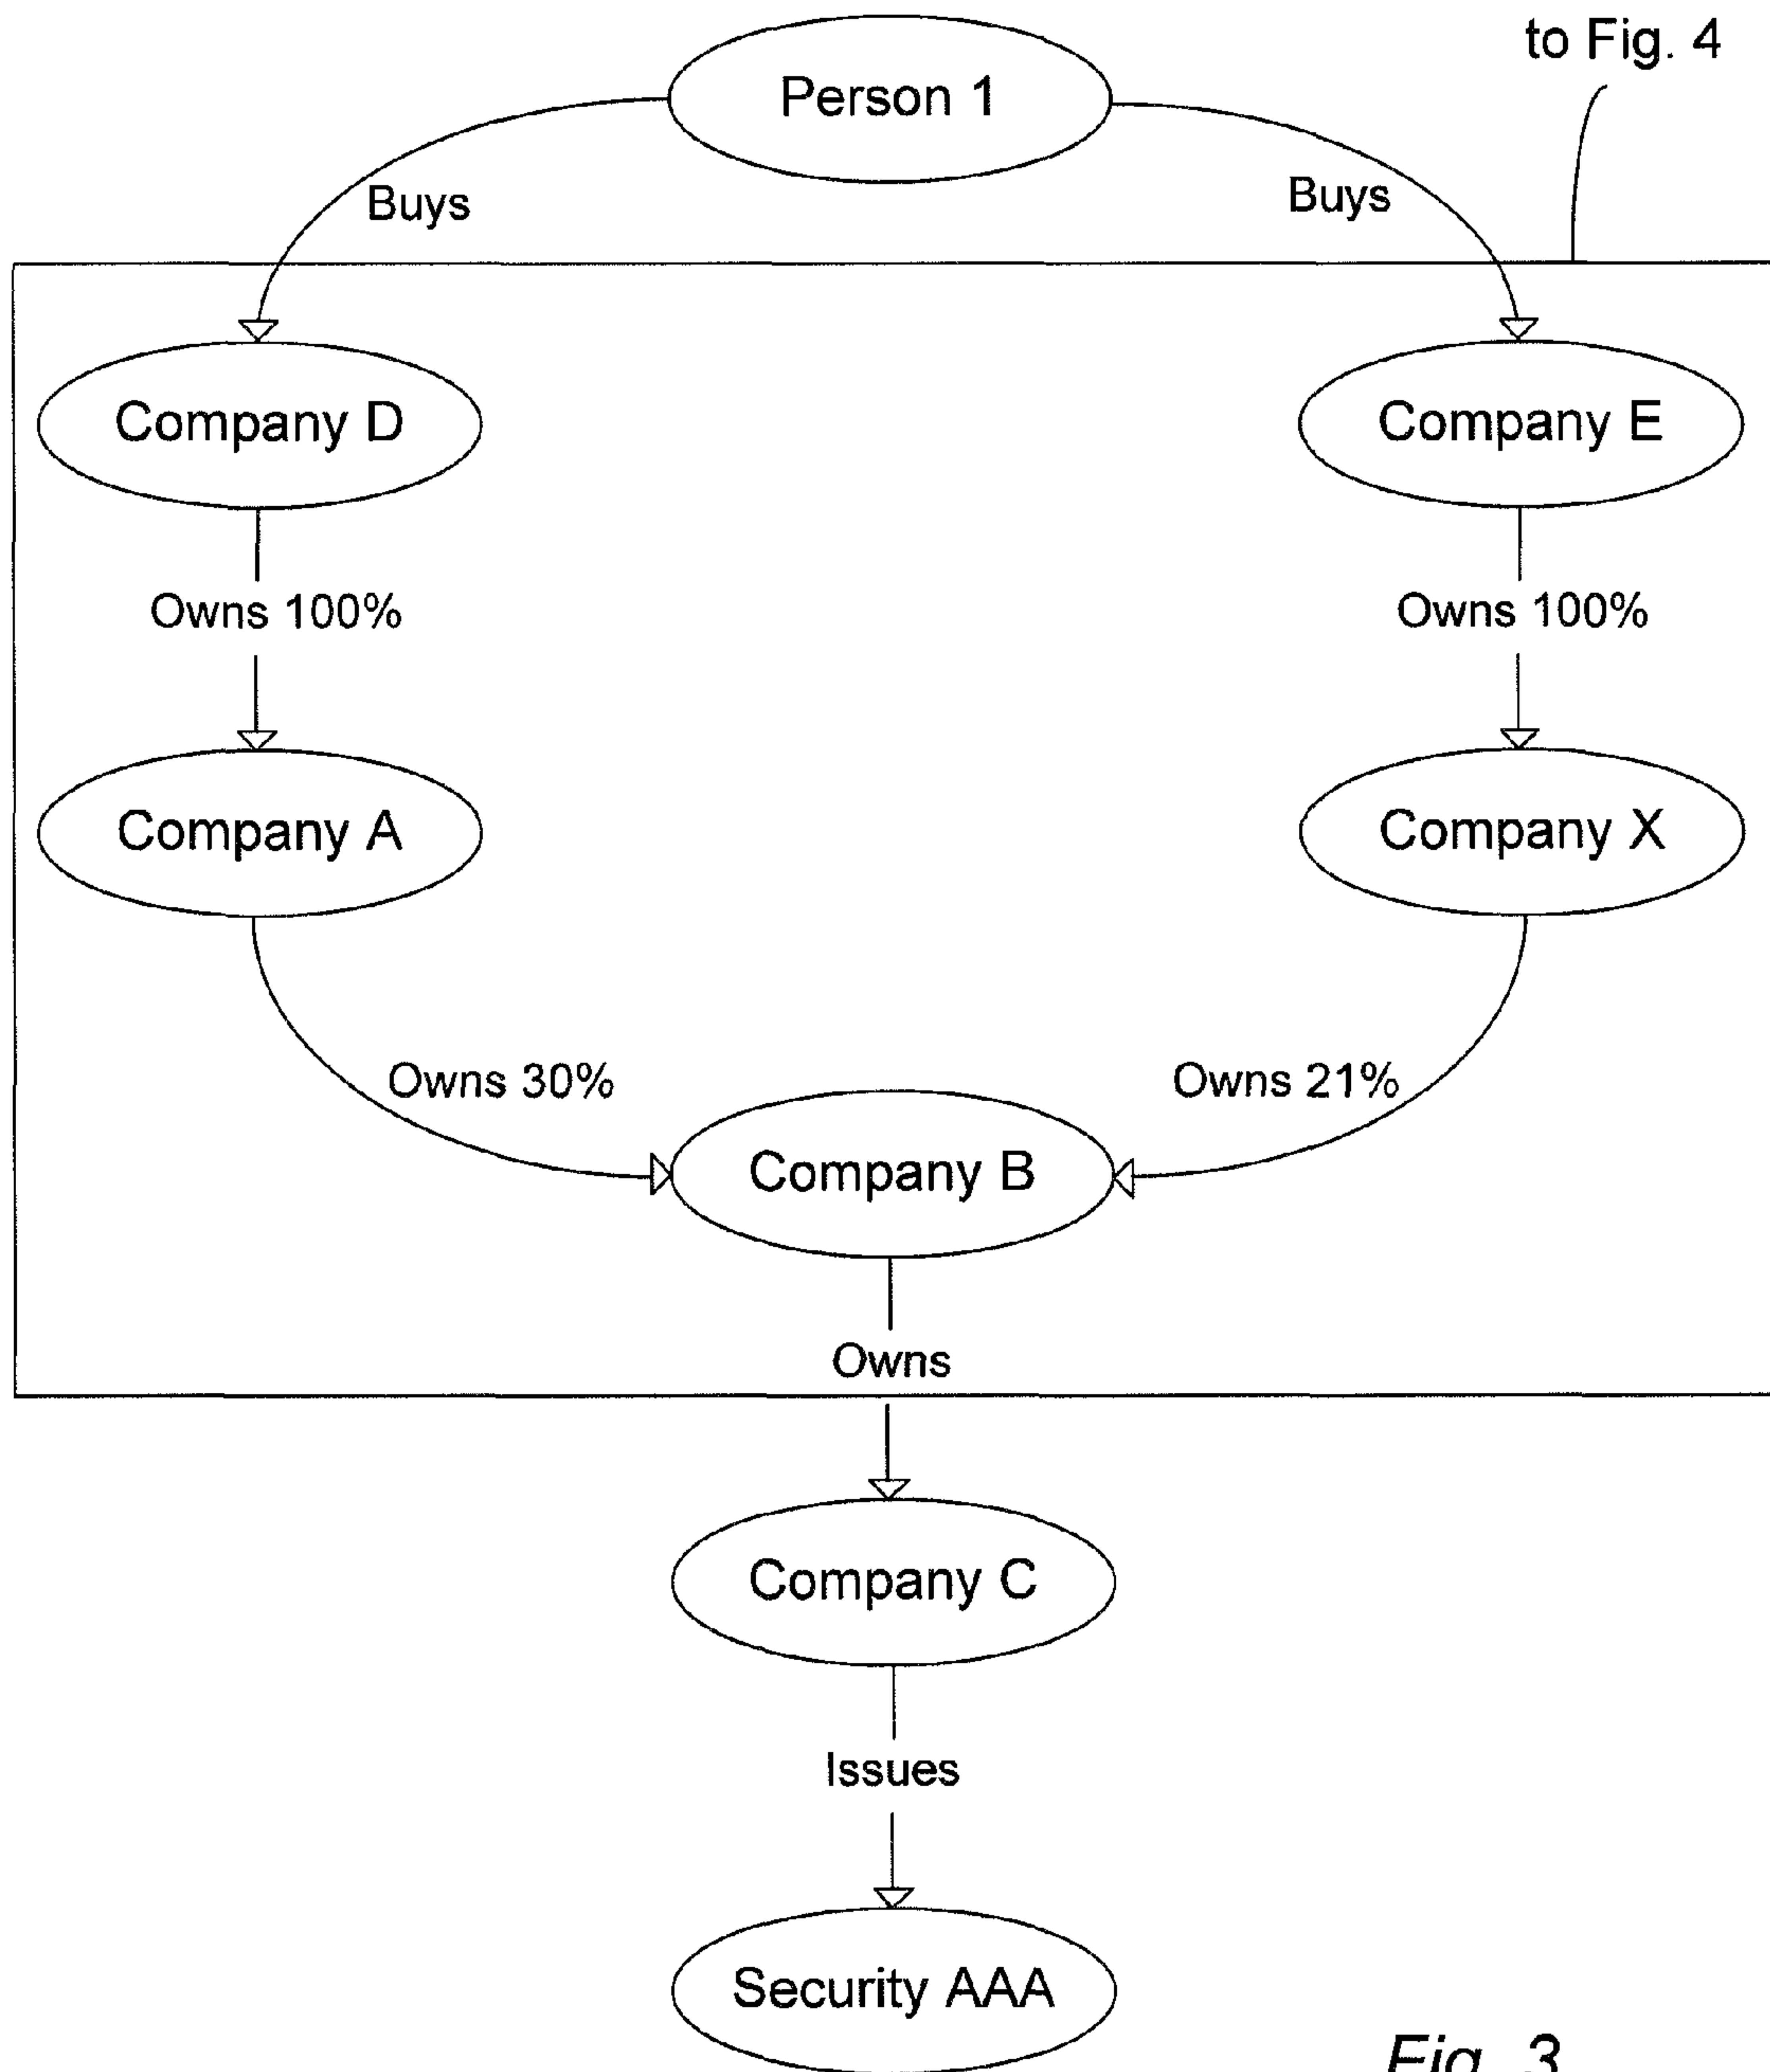 to Fig. 4
Person 1
Buys
Buys
Company D
Company E
Owns 100%
Owns 100%
Company A
Company X
Owns 30%
Owns 21%
Company B
Owns
Company C
Issues
Security AAA
Fig. 3